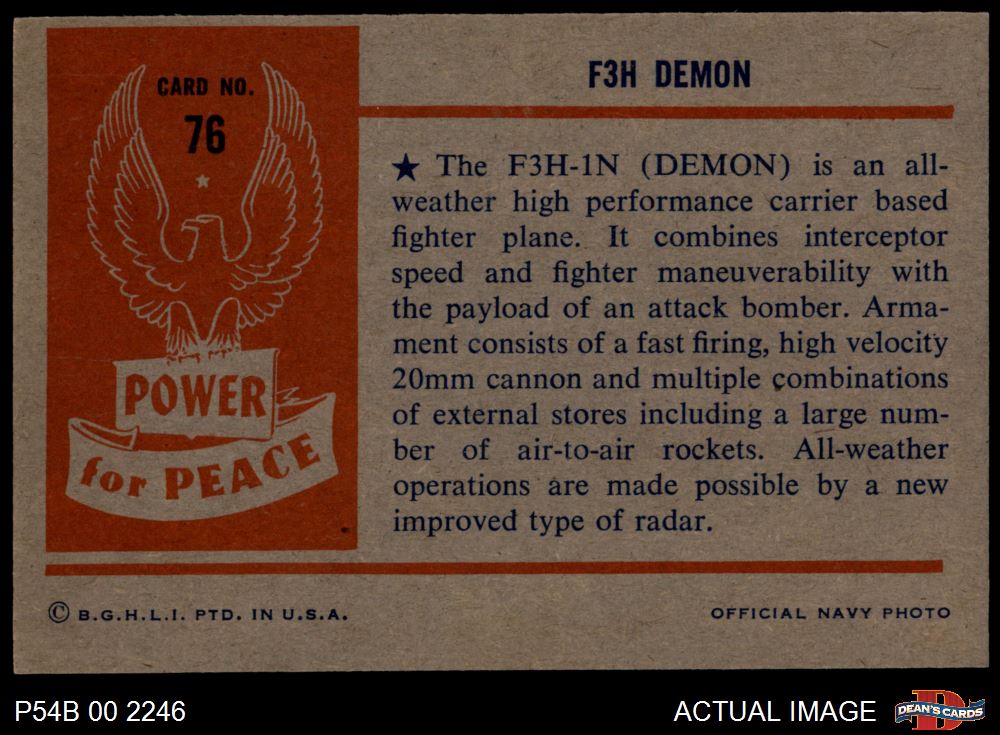 CARD NO.
76
POWER
for PEACE
F3H DEMON
★ The F3H-1N (DEMON) is an all-
weather high performance carrier based
fighter plane. It combines interceptor
speed and fighter maneuverability with
the payload of an attack bomber. Arma-
ment consists of a fast firing, high velocity
20mm cannon and multiple combinations
of external stores including a large num-
ber of air-to-air rockets. All-weather
operations are made possible by a new
improved type of radar.
© B.G.H.L.I. PTD. IN U.S.A.
OFFICIAL NAVY PHOTO
P54B 00 2246
ACTUAL IMAGE
DEAN'S CARDS